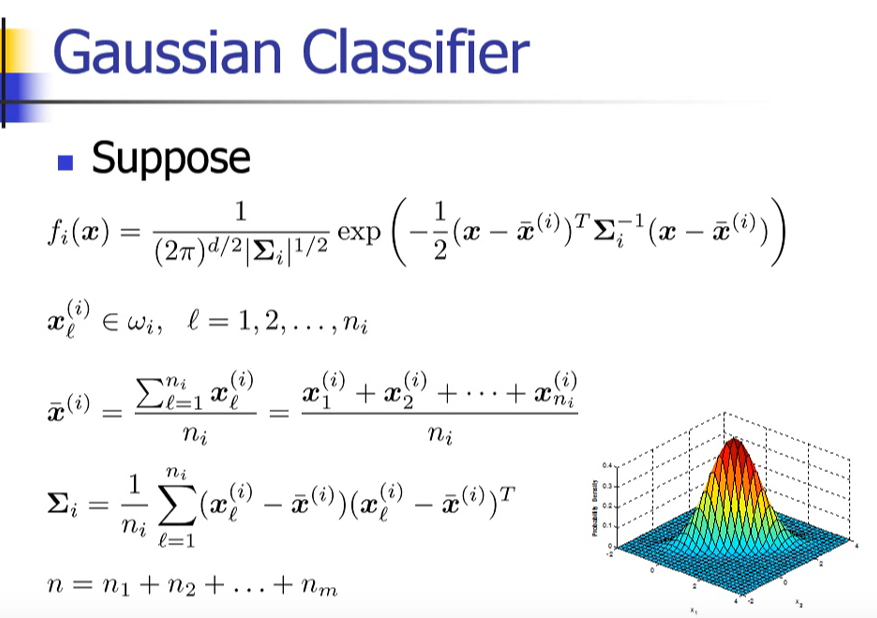 Gaussian Classifier
Suppose
$f_i(\boldsymbol{x}) = \frac{1}{(2\pi)^{d/2}|\boldsymbol{\Sigma}_i|^{1/2}} \exp\left(-\frac{1}{2}(\boldsymbol{x} - \bar{\boldsymbol{x}}^{(i)})^T \boldsymbol{\Sigma}_i^{-1}(\boldsymbol{x} - \bar{\boldsymbol{x}}^{(i)})\right)$
$\boldsymbol{x}_\ell^{(i)} \in \omega_i, \ \ \ell = 1, 2, \ldots, n_i$
$\bar{\boldsymbol{x}}^{(i)} = \frac{\sum_{\ell=1}^{n_i} \boldsymbol{x}_\ell^{(i)}}{n_i} = \frac{\boldsymbol{x}_1^{(i)} + \boldsymbol{x}_2^{(i)} + \cdots + \boldsymbol{x}_{n_i}^{(i)}}{n_i}$
$\boldsymbol{\Sigma}_i = \frac{1}{n_i} \sum_{\ell=1}^{n_i} (\boldsymbol{x}_\ell^{(i)} - \bar{\boldsymbol{x}}^{(i)})(\boldsymbol{x}_\ell^{(i)} - \bar{\boldsymbol{x}}^{(i)})^T$
$n = n_1 + n_2 + \ldots + n_m$
Probability Density
0.4
0.3
0.2
0.1
0
-2
0
2
4
-2
0
2
4
x₁
x₂